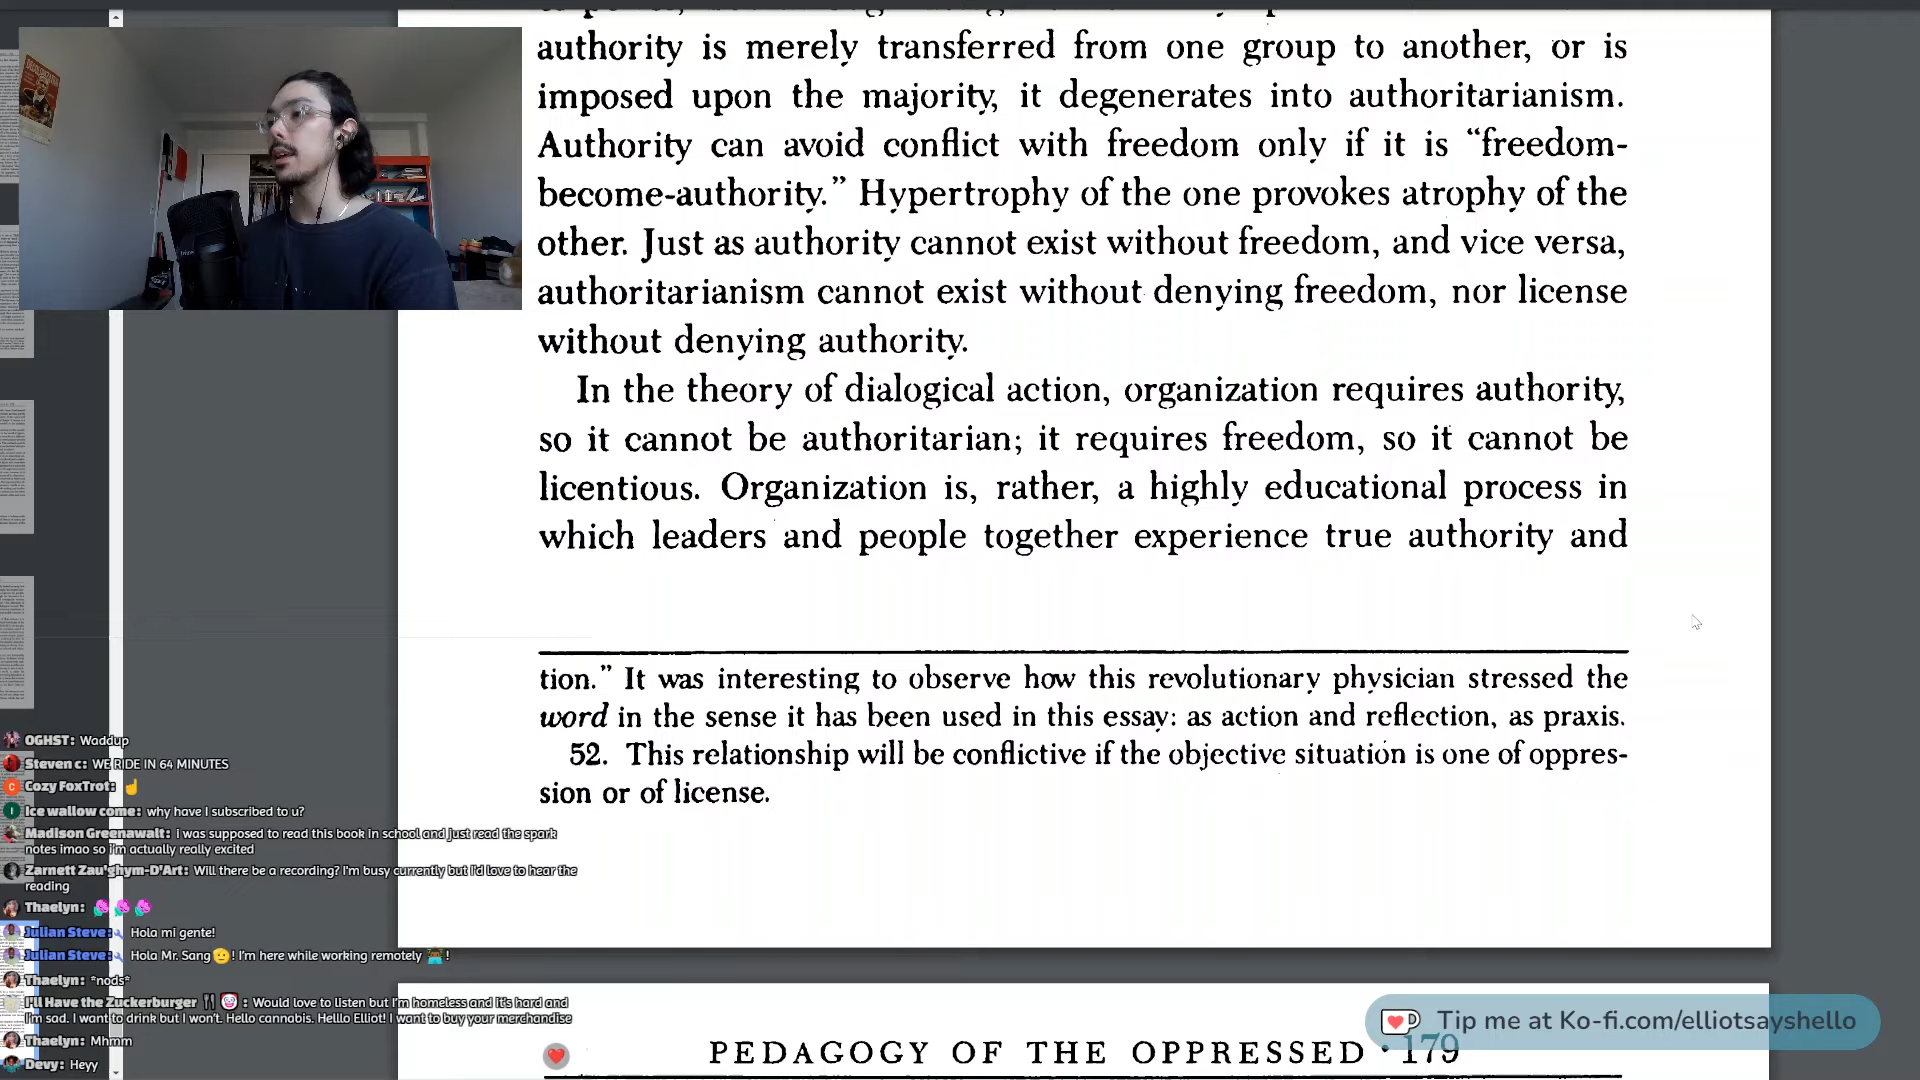 authority is merely transferred from one group to another, or is
imposed upon the majority, it degenerates into authoritarianism.
Authority can avoid conflict with freedom only if it is “freedom-
become-authority.” Hypertrophy of the one provokes atrophy of the
other. Just as authority cannot exist without freedom, and vice versa,
authoritarianism cannot exist without denying freedom, nor license
without denying authority.
In the theory of dialogical action, organization requires authority,
so it cannot be authoritarian; it requires freedom, so it cannot be
licentious. Organization is, rather, a highly educational process in
which leaders and people together experience true authority and
tion.” It was interesting to observe how this revolutionary physician stressed the
word in the sense it has been used in this essay: as action and reflection, as praxis.
52. This relationship will be conflictive if the objective situation is one of oppres-
sion or of license.
PEDAGOGY OF THE OPPRESSED · 179
OGHST: Waddup
Steven c: WE RIDE IN 64 MINUTES
Cozy FoxTrot: ☝
Ice wallow come: why have I subscribed to u?
Madison Greenawalt: i was supposed to read this book in school and just read the spark
notes lmao so i'm actually really excited
Zarnett Zau'ghym-D'Art: Will there be a recording? I'm busy currently but I'd love to hear the
reading
Thaelyn:
Julian Steve: Hola mi gente!
Julian Steve: Hola Mr. Sang🫡! I'm here while working remotely 👨🏾‍💻!
Thaelyn: *nods*
I'll Have the Zuckerburger 🍴🤡: Would love to listen but I'm homeless and it's hard and
I'm sad. I want to drink but I won't. Hello cannabis. Helllo Elliot! I want to buy your merchandise
Thaelyn: Mhmm
Devy: Heyy
Tip me at Ko-fi.com/elliotsayshello